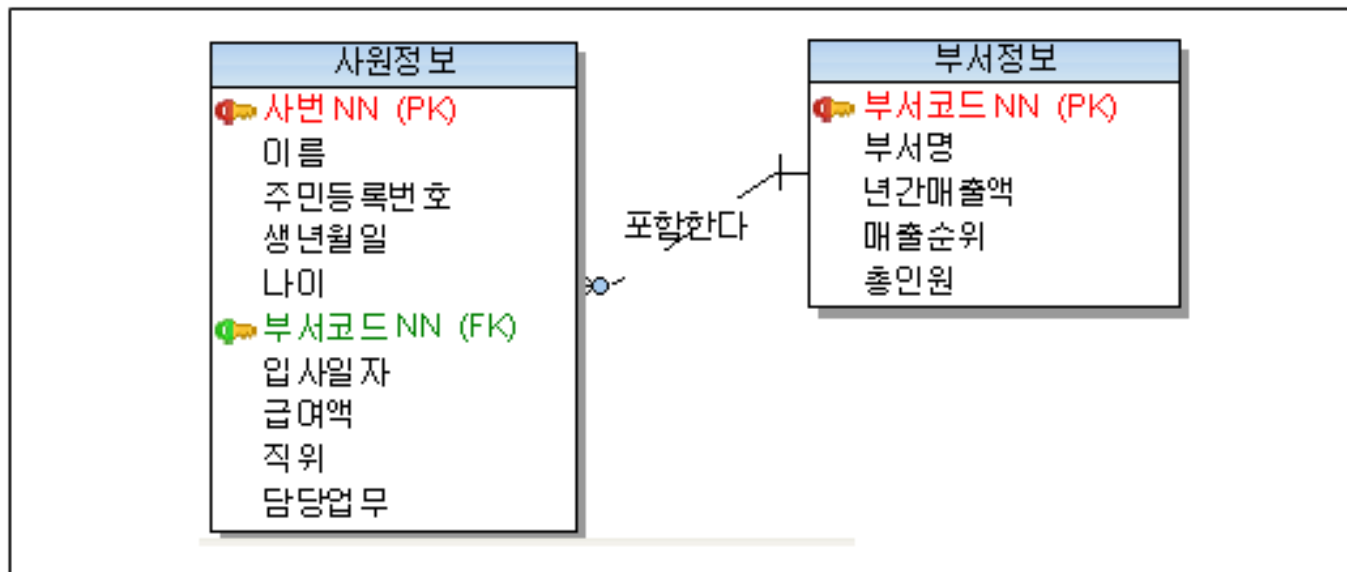 사원정보
사번 NN (PK)
이름
주민등록번호
생년월일
나이
부서코드 NN (FK)
입사일자
급여액
직위
담당업무
포함한다
부서정보
부서코드 NN (PK)
부서명
년간매출액
매출순위
총인원